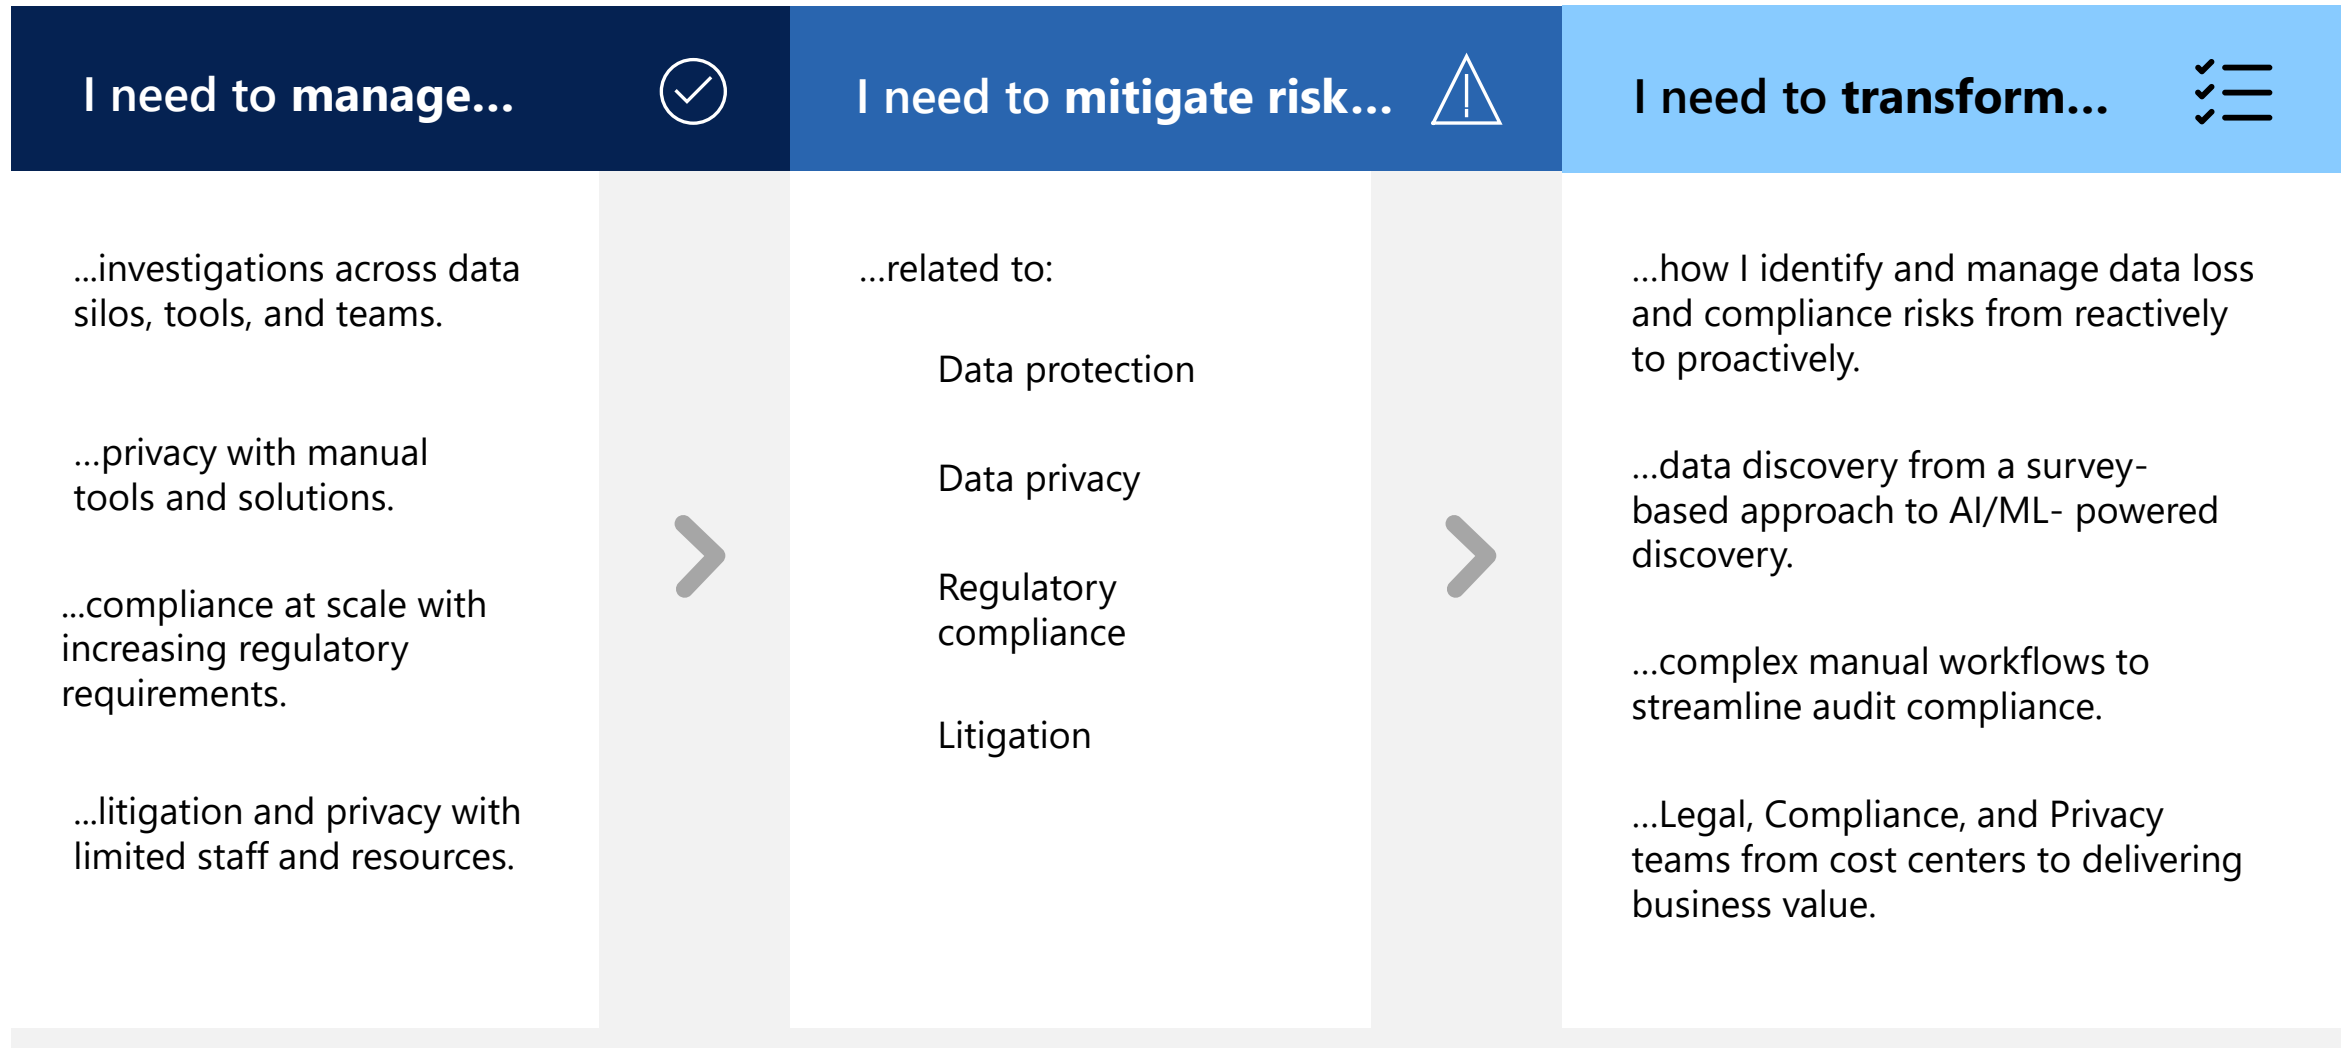 I need to manage...
...investigations across data
silos, tools, and teams.
...privacy with manual
tools and solutions.
...compliance at scale with
increasing regulatory
requirements.
...litigation and privacy with
limited staff and resources.
I need to mitigate risk...
...related to:
Data protection
Data privacy
Regulatory
compliance
Litigation
I need to transform...
...how I identify and manage data loss
and compliance risks from reactively
to proactively.
...data discovery from a survey-
based approach to AI/ML- powered
discovery.
...complex manual workflows to
streamline audit compliance.
...Legal, Compliance, and Privacy
teams from cost centers to delivering
business value.